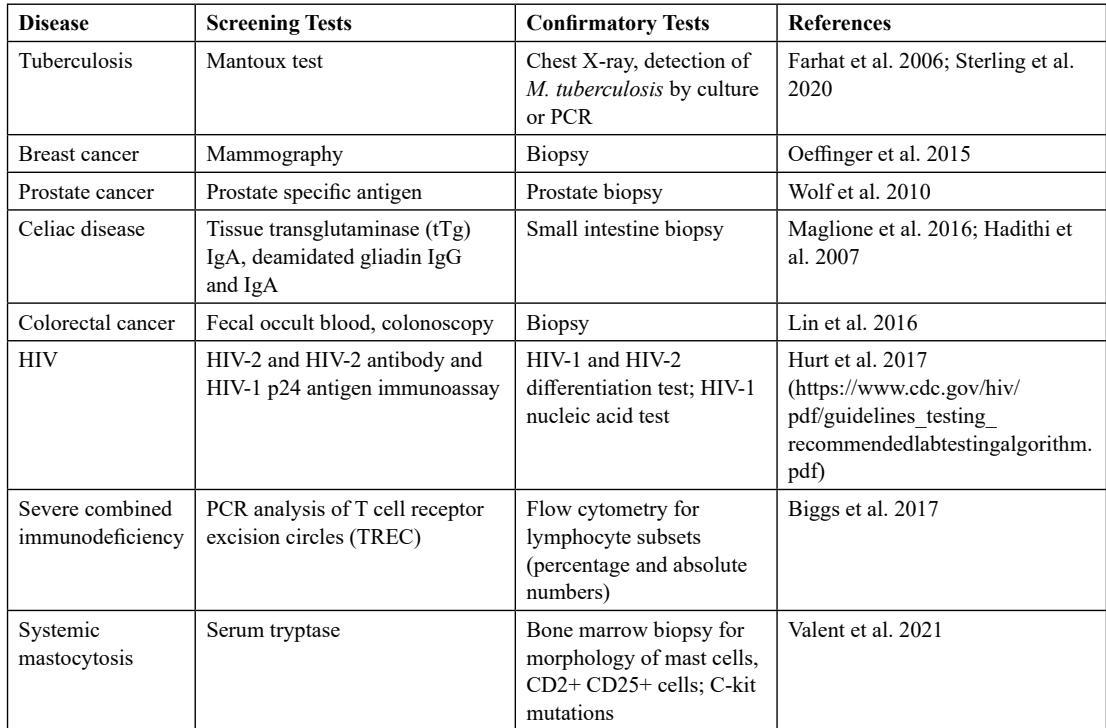 Disease Screening Tests Confirmatory Tests References
Tuberculosis Mantoux test Chest X-ray, detection of Farhat et al. 2006; Sterling et al.
M. tuberculosis by culture 2020
or PCR
Breast cancer Mammography Biopsy Oeffinger et al. 2015
Prostate cancer Prostate specific antigen Prostate biopsy Wolf et al. 2010
Celiac disease Tissue transglutaminase (tTg) Small intestine biopsy Maglione et al. 2016; Hadithi et
IgA, deamidated gliadin IgG al. 2007
and IgA
Colorectal cancer Fecal occult blood, colonoscopy Biopsy Lin et al. 2016
HIV HIV-2 and HIV-2 antibody and HIV-1 and HIV-2 Hurt et al. 2017
HIV-1 p24 antigen immunoassay differentiation test; HIV-1 (https://www.cdc.gov/hiv/
nucleic acid test pdf/guidelines_testing_
recommendedlabtestingalgorithm.
pdf)
Severe combined PCR analysis of T cell receptor Flow cytometry for Biggs et al. 2017
immunodeficiency excision circles (TREC) lymphocyte subsets
(percentage and absolute
numbers)
Systemic Serum tryptase Bone marrow biopsy for Valent et al. 2021
mastocytosis morphology of mast cells,
CD2+ CD25+ cells; C-kit
mutations